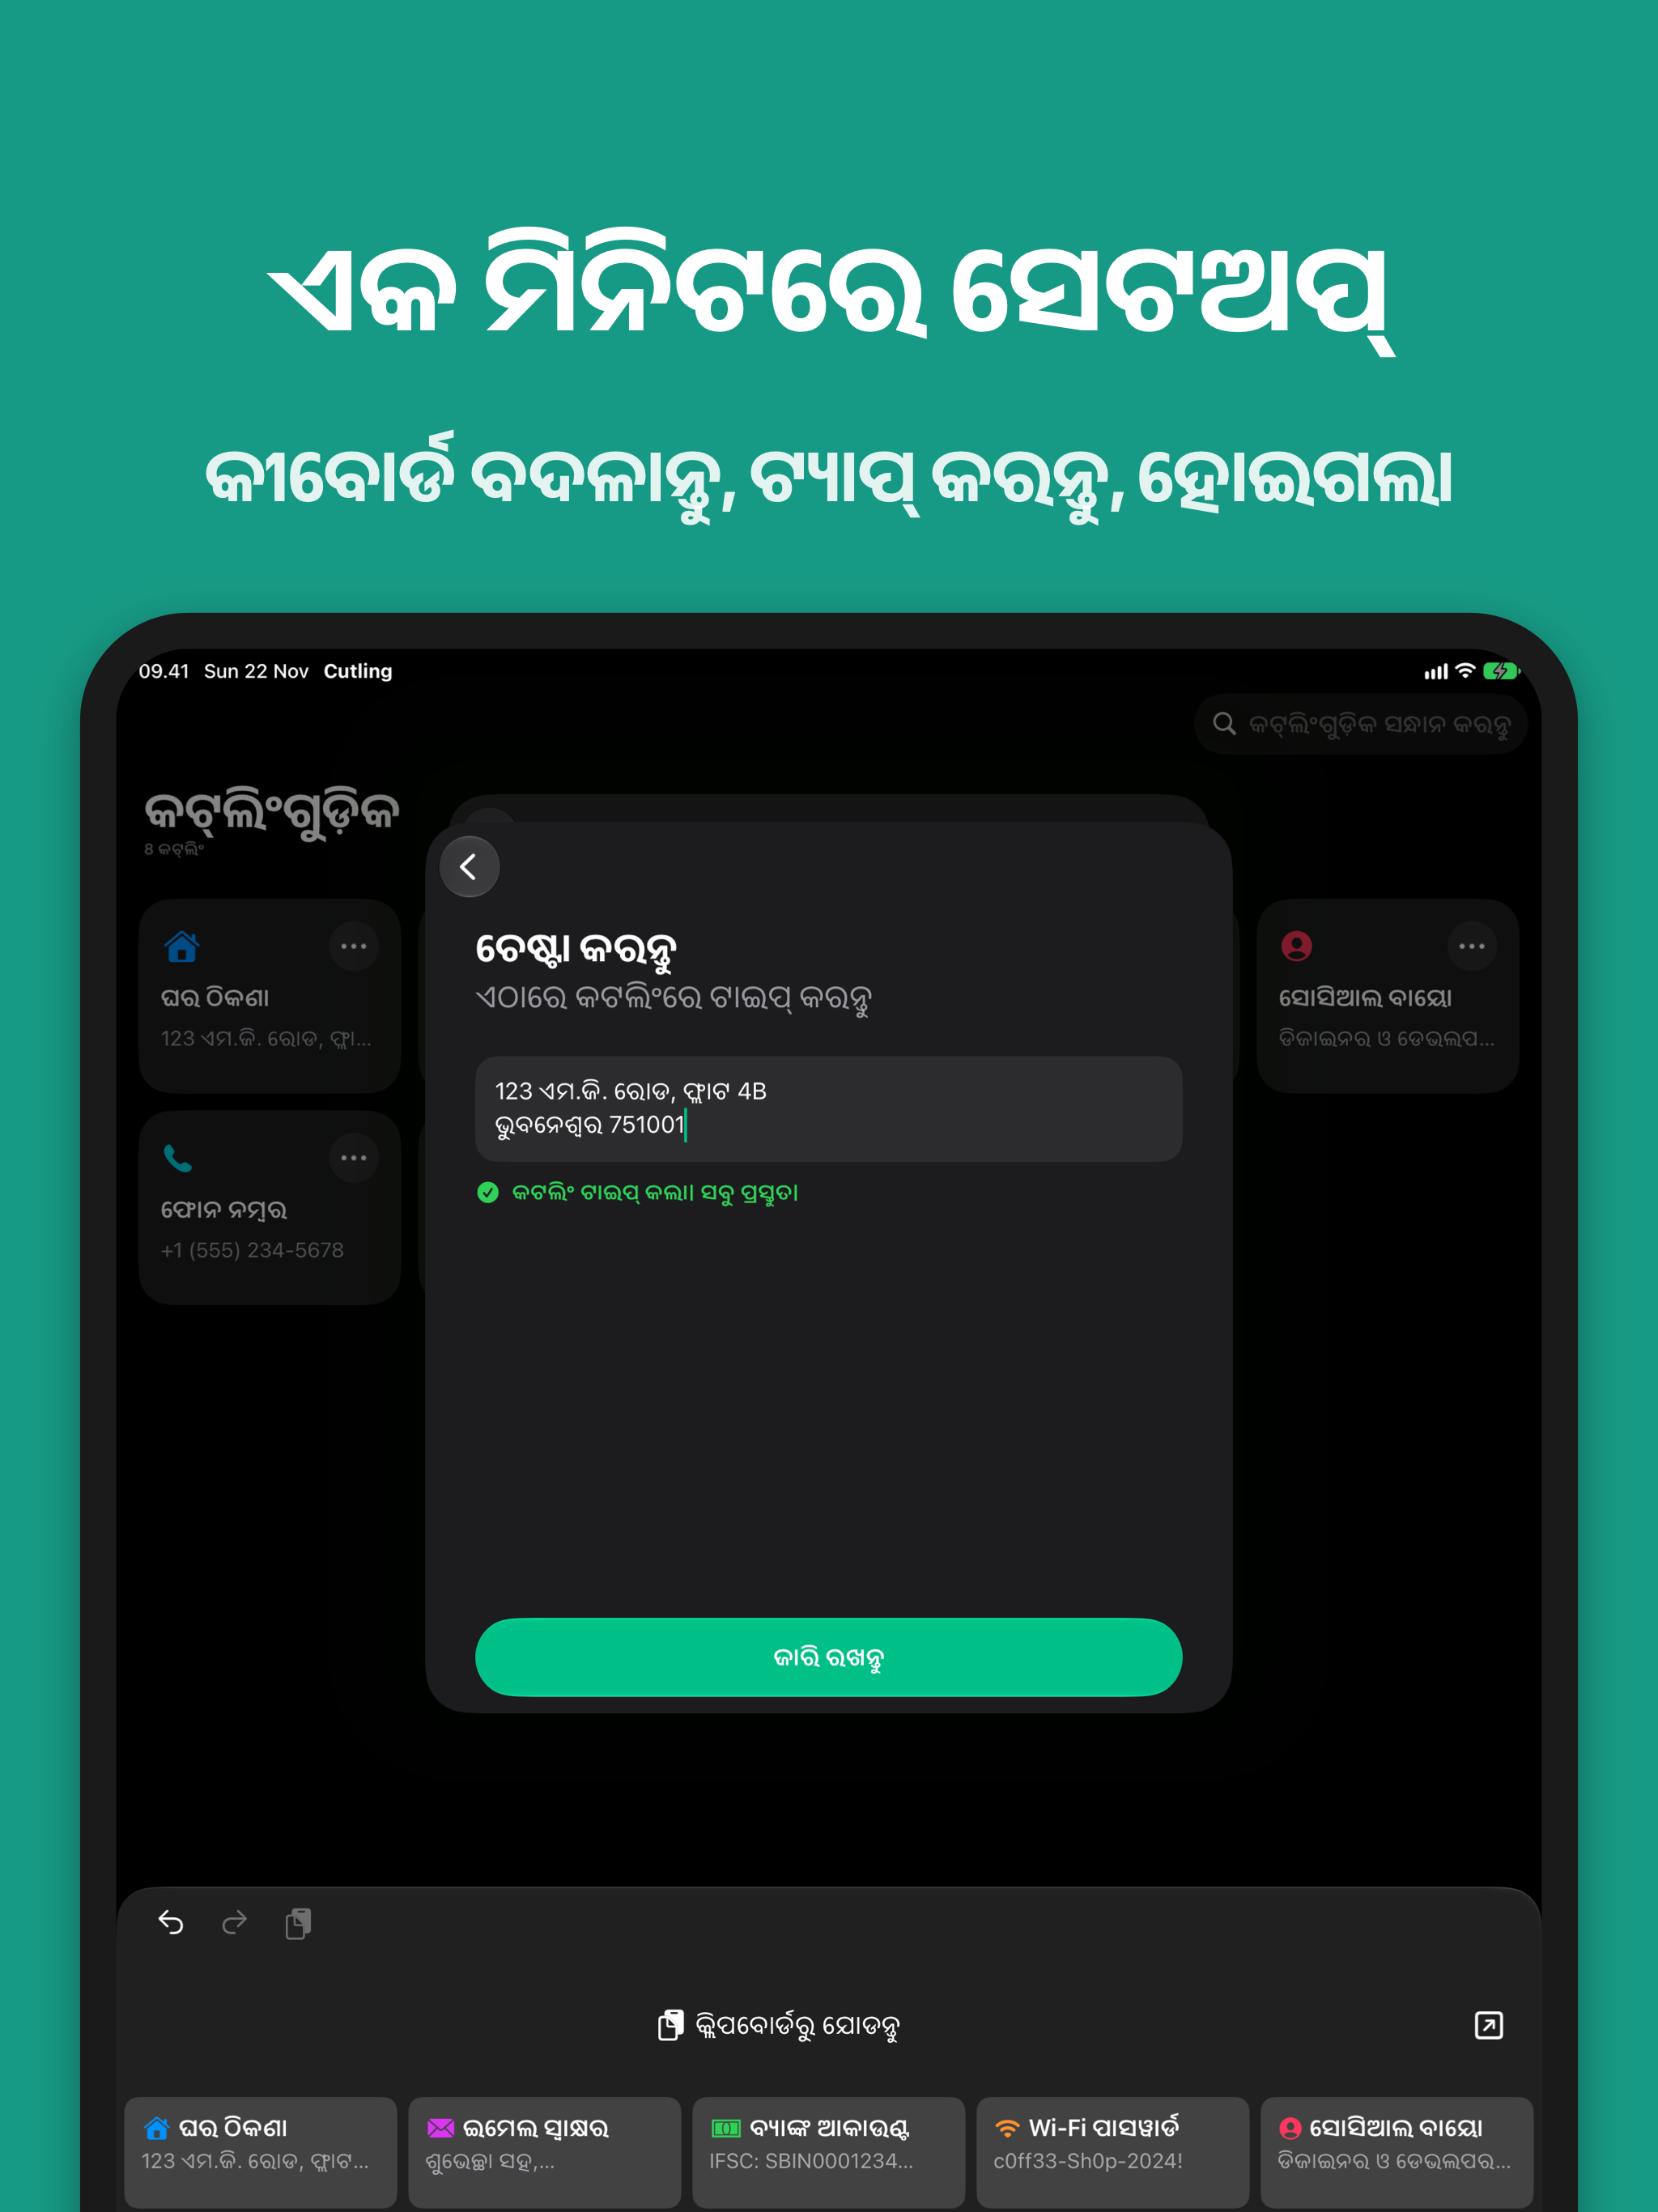 ଏକ ମିନିଟରେ ସେଟଅପ୍
କୀବୋର୍ଡ ବଦଳାନ୍ତୁ, ଟ୍ୟାପ୍ କରନ୍ତୁ, ହୋଇଗଲା
09.41 Sun 22 Nov Cutling
କଟ୍‌ଲିଂଗୁଡ଼ିକ ସନ୍ଧାନ କରନ୍ତୁ
କଟ୍‌ଲିଂଗୁଡ଼ିକ
8 କଟ୍‌ଲିଂ
ଘର ଠିକଣା
123 ଏମ.ଜି. ରୋଡ, ଫ୍ଲା...
ଫୋନ ନମ୍ବର
+1 (555) 234-5678
ସୋସିଆଲ ବାୟୋ
ଡିଜାଇନର ଓ ଡେଭଲପ...
ଚେଷ୍ଟା କରନ୍ତୁ
ଏଠାରେ କଟଲିଂରେ ଟାଇପ୍ କରନ୍ତୁ
123 ଏମ.ଜି. ରୋଡ, ଫ୍ଲାଟ 4B
ଭୁବନେଶ୍ୱର 751001
କଟଲିଂ ଟାଇପ୍ କଲା। ସବୁ ପ୍ରସ୍ତୁତ।
ଜାରି ରଖନ୍ତୁ
କ୍ଲିପବୋର୍ଡରୁ ଯୋଡନ୍ତୁ
ଘର ଠିକଣା
123 ଏମ.ଜି. ରୋଡ, ଫ୍ଲାଟ...
ଇମେଲ ସ୍ୱାକ୍ଷର
ଶୁଭେଚ୍ଛା ସହ,...
ବ୍ୟାଙ୍କ ଆକାଉଣ୍ଟ
IFSC: SBIN0001234...
Wi-Fi ପାସୱାର୍ଡ
c0ff33-Sh0p-2024!
ସୋସିଆଲ ବାୟୋ
ଡିଜାଇନର ଓ ଡେଭଲପର...